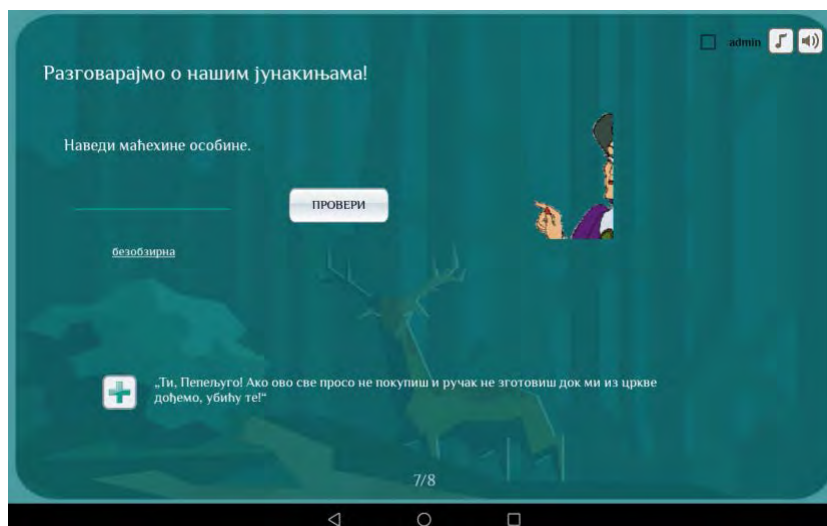 admin
Разговарајмо о нашим јунакињама!
Наведи маћехине особине.
ПРОВЕРИ
безобзирна
„Ти, Пепељуго! Ако ово све просо не покупиш и ручак не зготовиш док ми из цркве
дођемо, убићу те!“
7/8